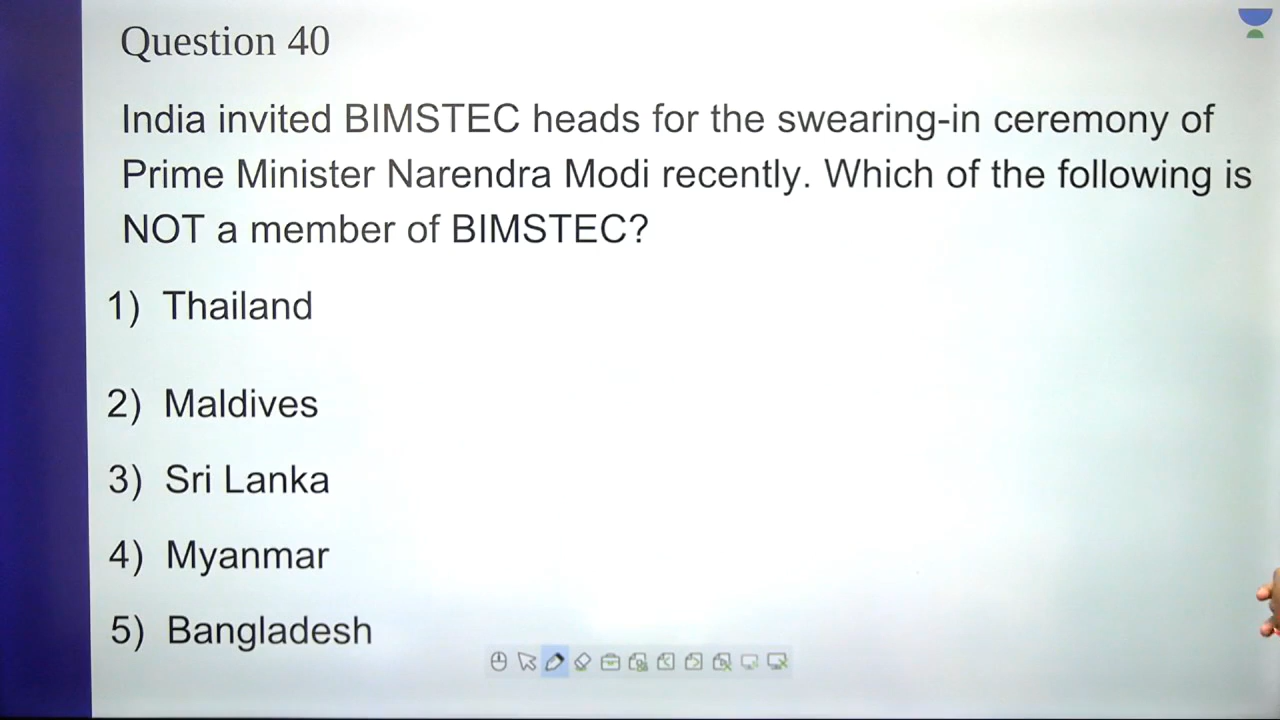 Question 40
India invited BIMSTEC heads for the swearing-in ceremony of
Prime Minister Narendra Modi recently. Which of the following is
NOT a member of BIMSTEC?
1) Thailand
2) Maldives
3) Sri Lanka
4) Myanmar
5) Bangladesh